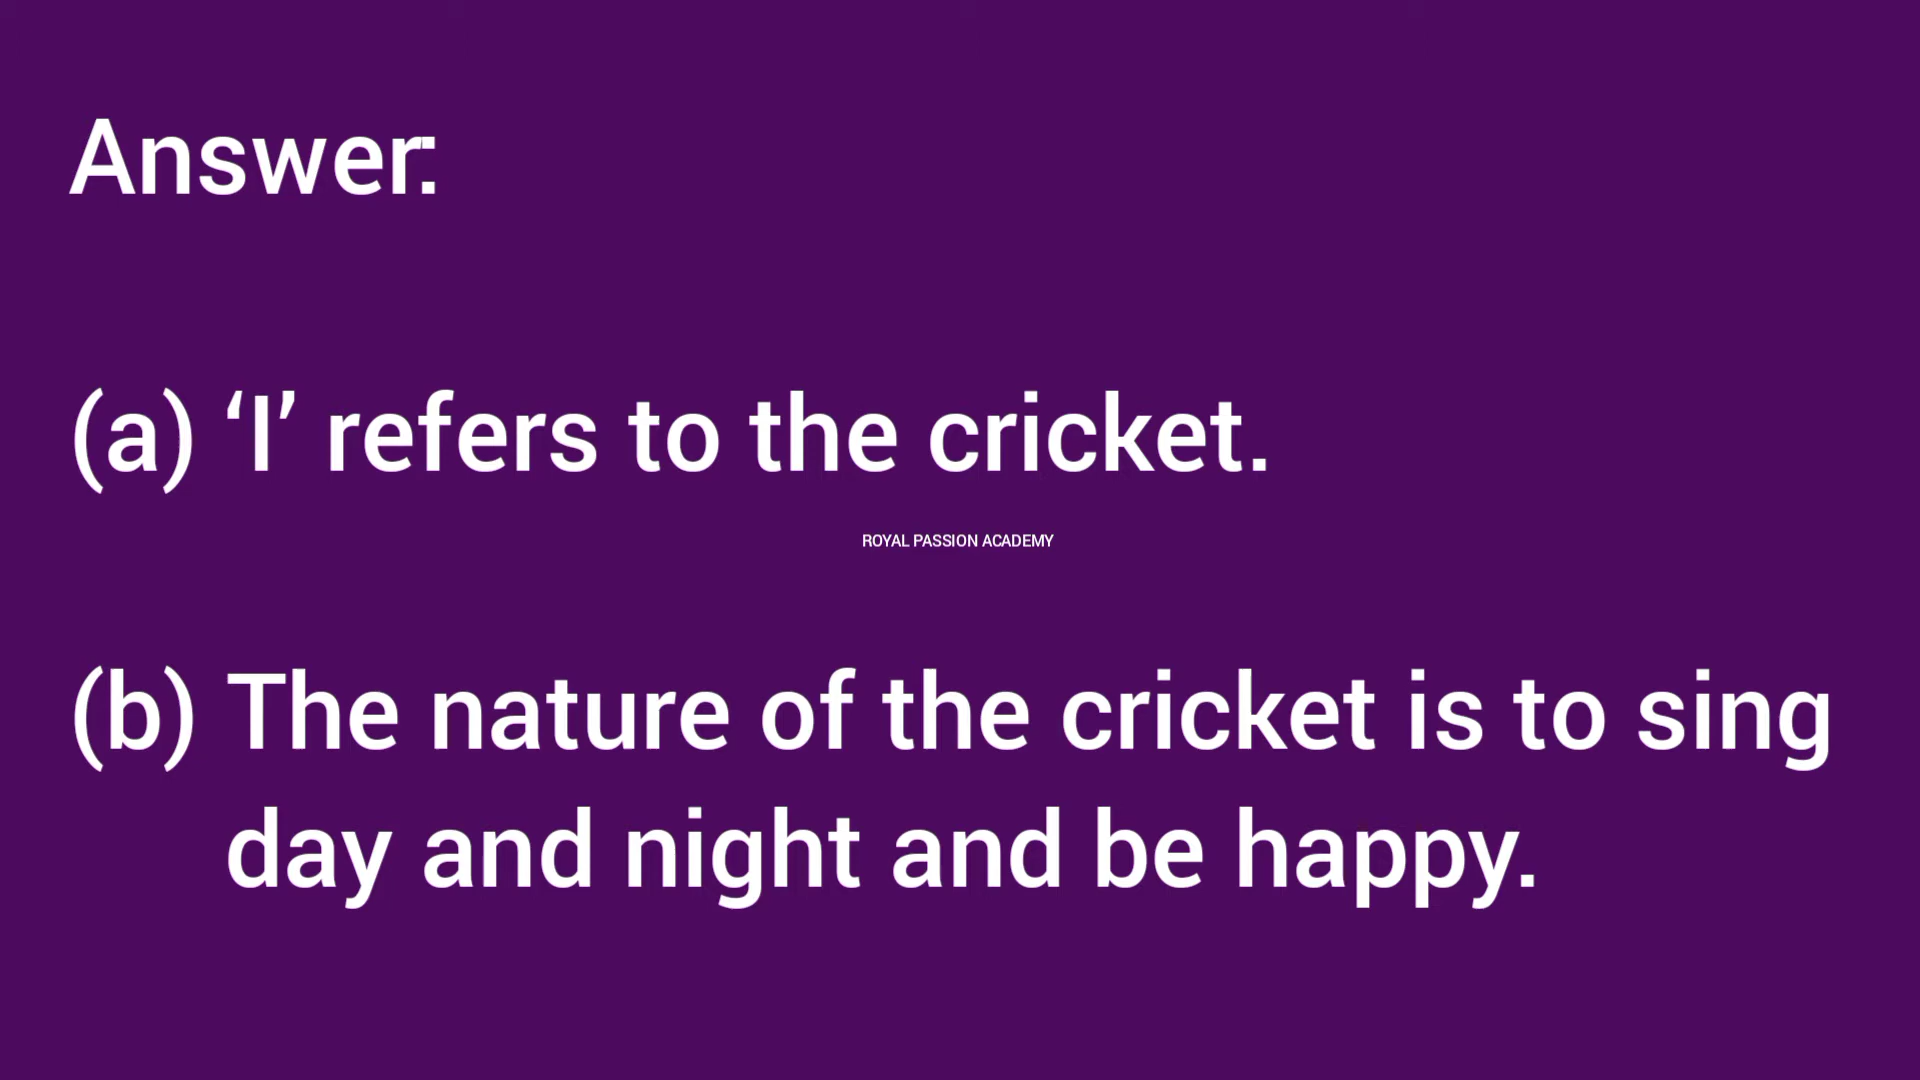 Answer:
(a) ‘I’ refers to the cricket.
ROYAL PASSION ACADEMY
(b) The nature of the cricket is to sing
day and night and be happy.